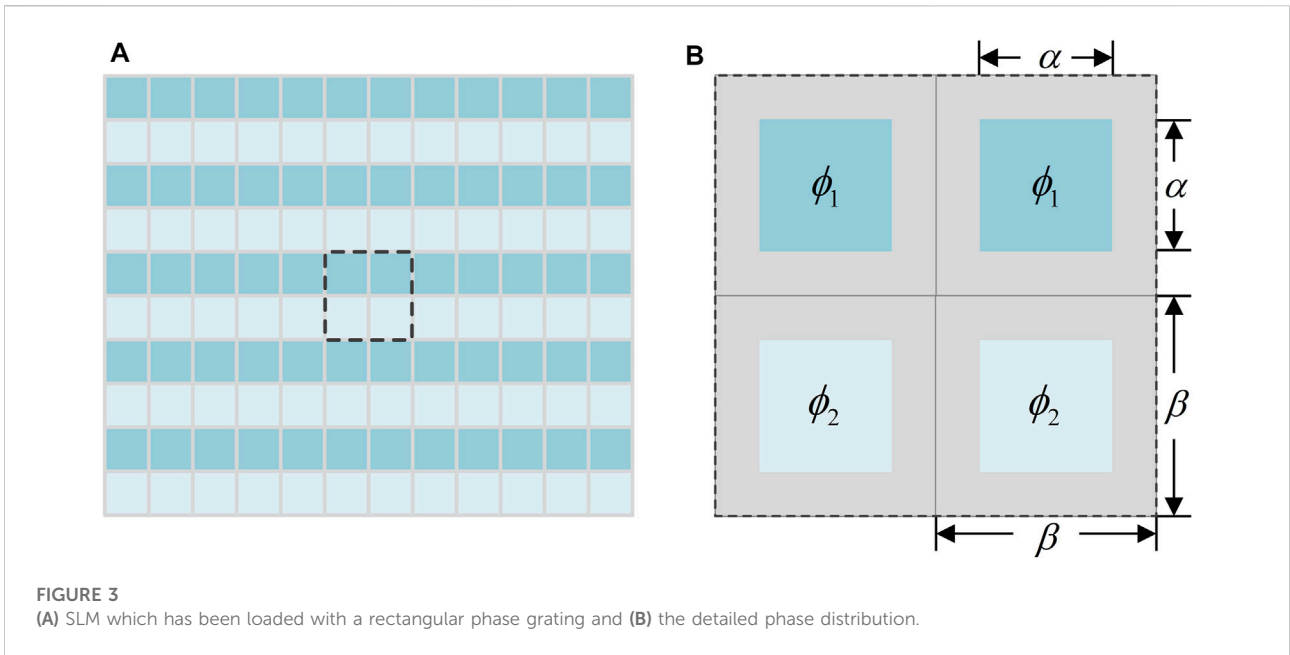 A
B
α
ϕ₁
ϕ₁
α
ϕ₂
ϕ₂
β
β
FIGURE 3
(A) SLM which has been loaded with a rectangular phase grating and (B) the detailed phase distribution.